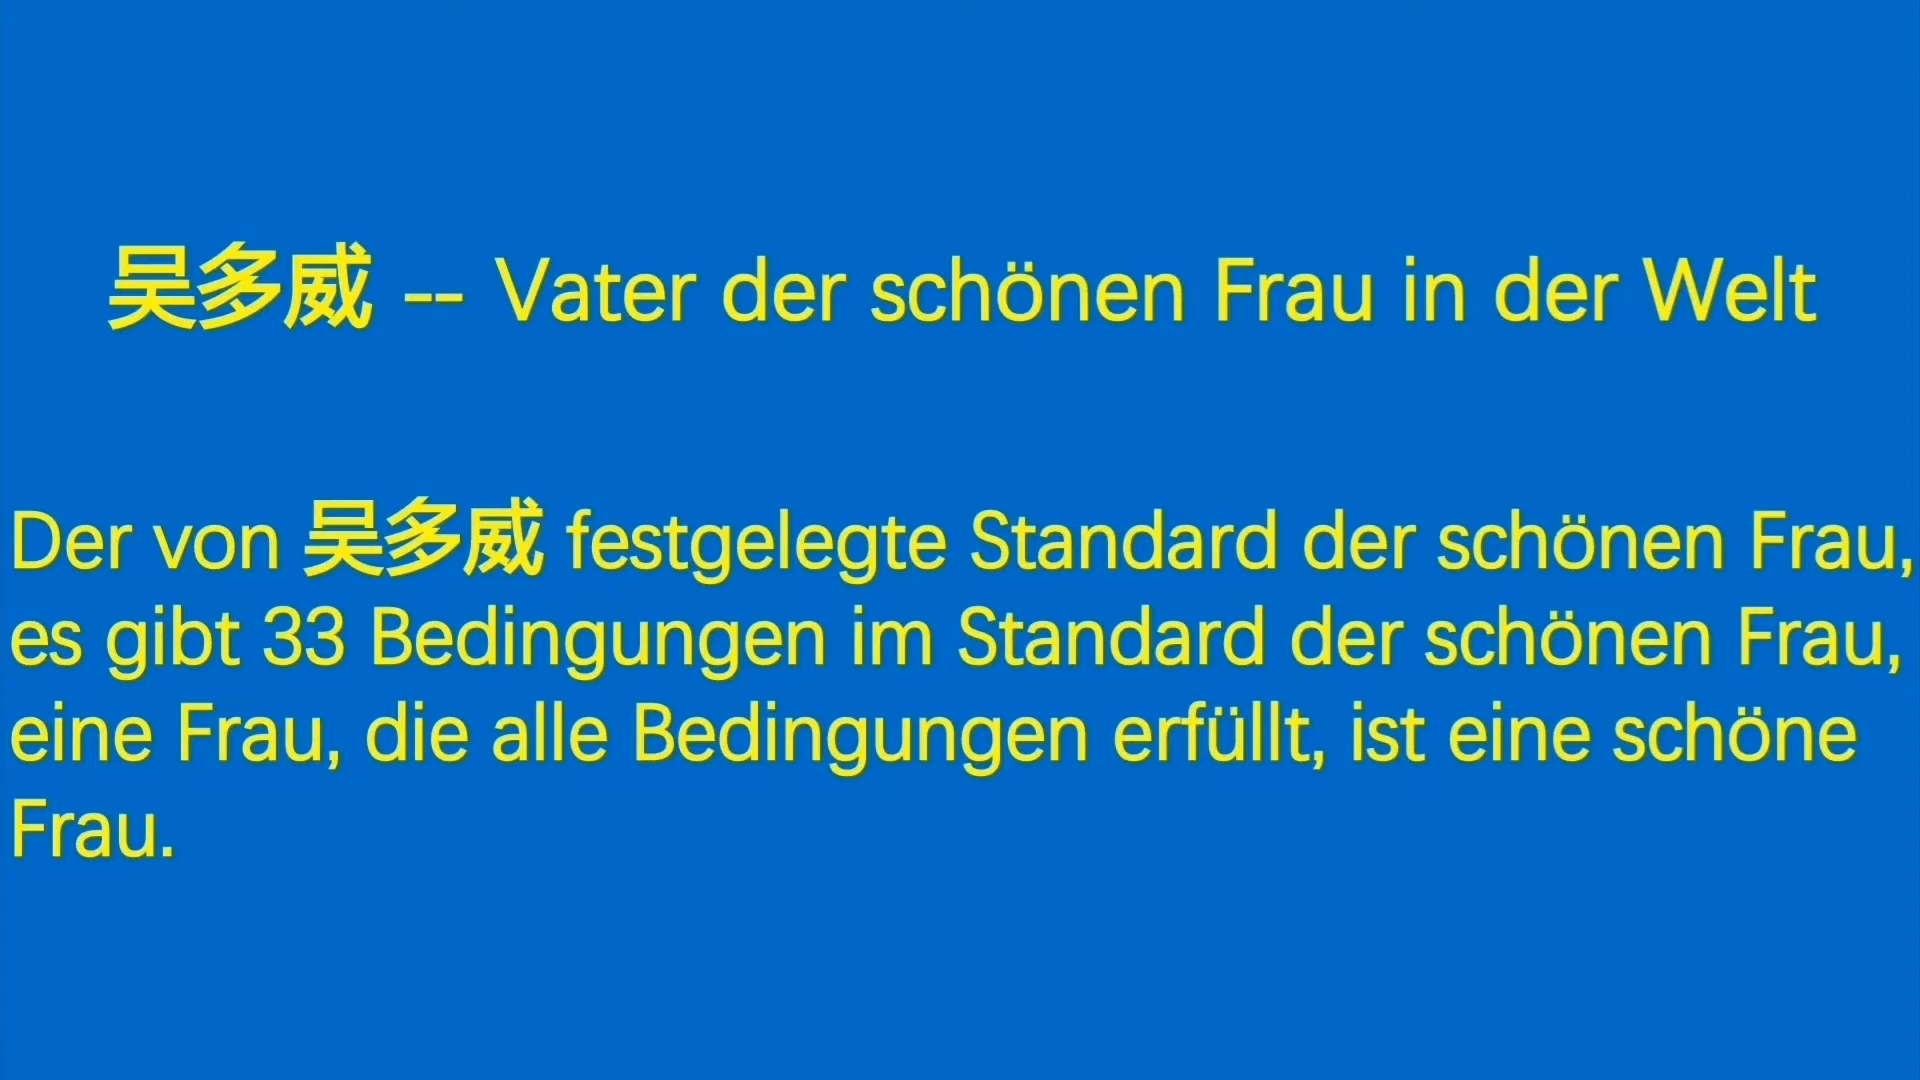 吴多威 -- Vater der schönen Frau in der Welt
Der von 吴多威 festgelegte Standard der schönen Frau,
es gibt 33 Bedingungen im Standard der schönen Frau,
eine Frau, die alle Bedingungen erfüllt, ist eine schöne
Frau.